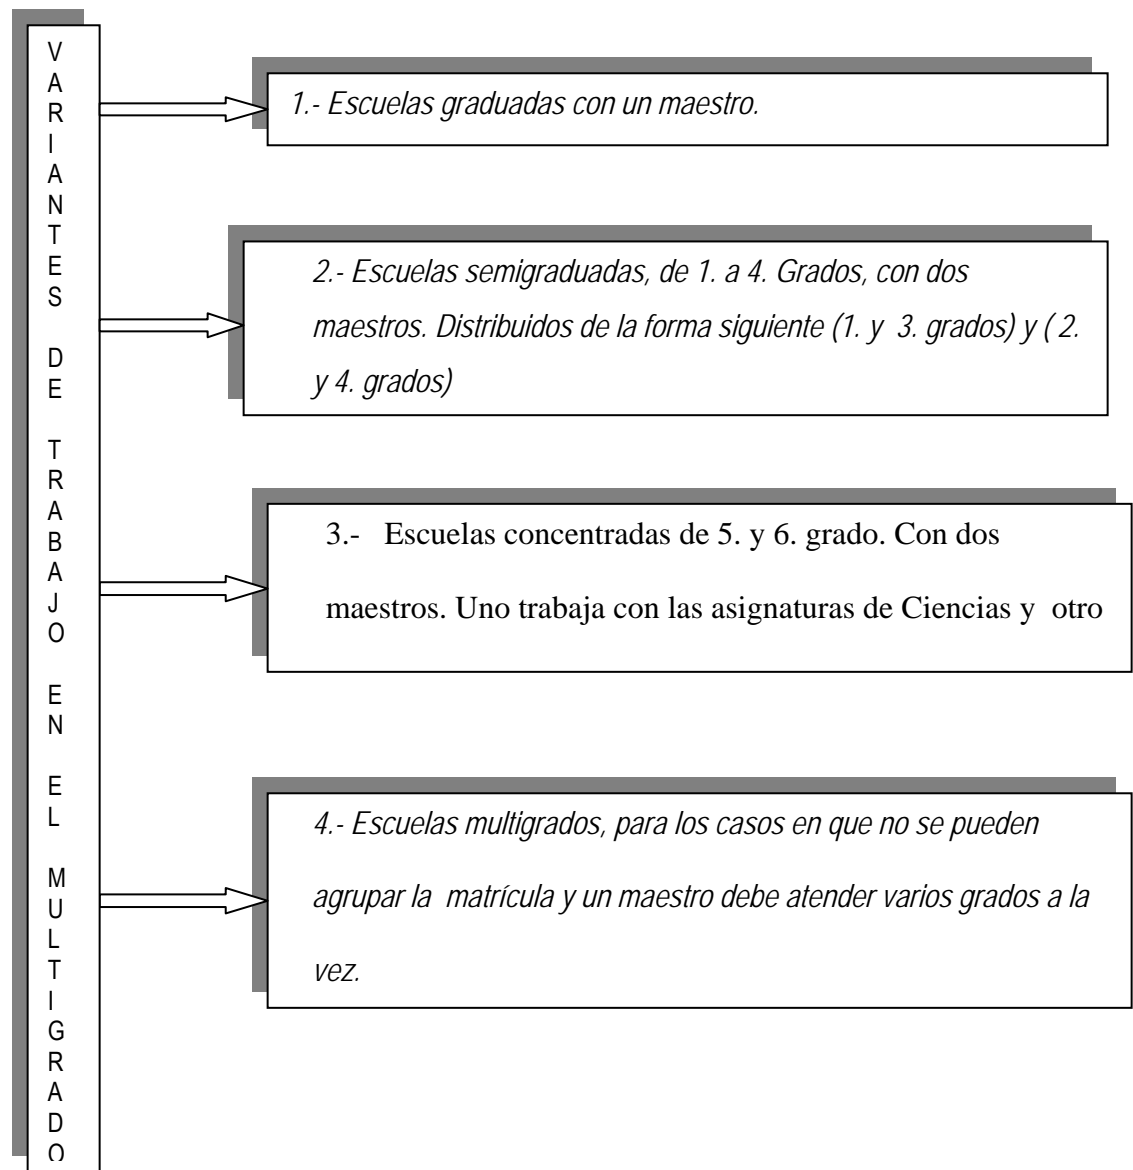 VARIANTES DE TRABAJO EN EL MULTIGRADO
1.- Escuelas graduadas con un maestro.
2.- Escuelas semigraduadas, de 1. a 4. Grados, con dos
maestros. Distribuidos de la forma siguiente (1. y 3. grados) y ( 2.
y 4. grados)
3.- Escuelas concentradas de 5. y 6. grado. Con dos
maestros. Uno trabaja con las asignaturas de Ciencias y otro
4.- Escuelas multigrados, para los casos en que no se pueden
agrupar la matrícula y un maestro debe atender varios grados a la
vez.